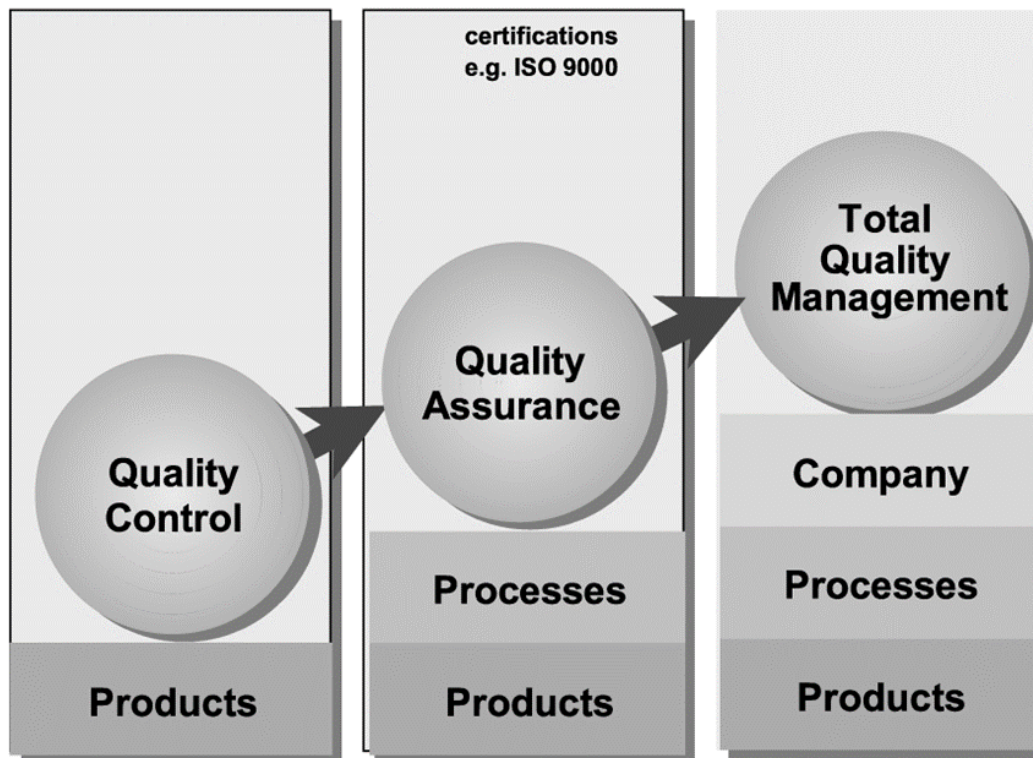 certifications
e.g. ISO 9000
Total
Quality
Management
Quality
Assurance
Quality
Control
Company
Processes
Processes
Products
Products
Products